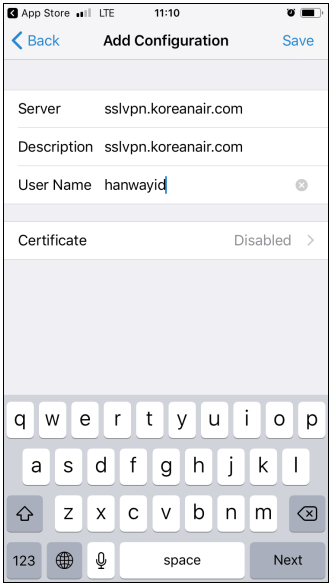 App Store LTE 11:10
Back Add Configuration Save
Server sslvpn.koreanair.com
Description sslvpn.koreanair.com
User Name hanwayid
Certificate Disabled
q w e r t y u i o p
a s d f g h j k l
z x c v b n m
123 space Next